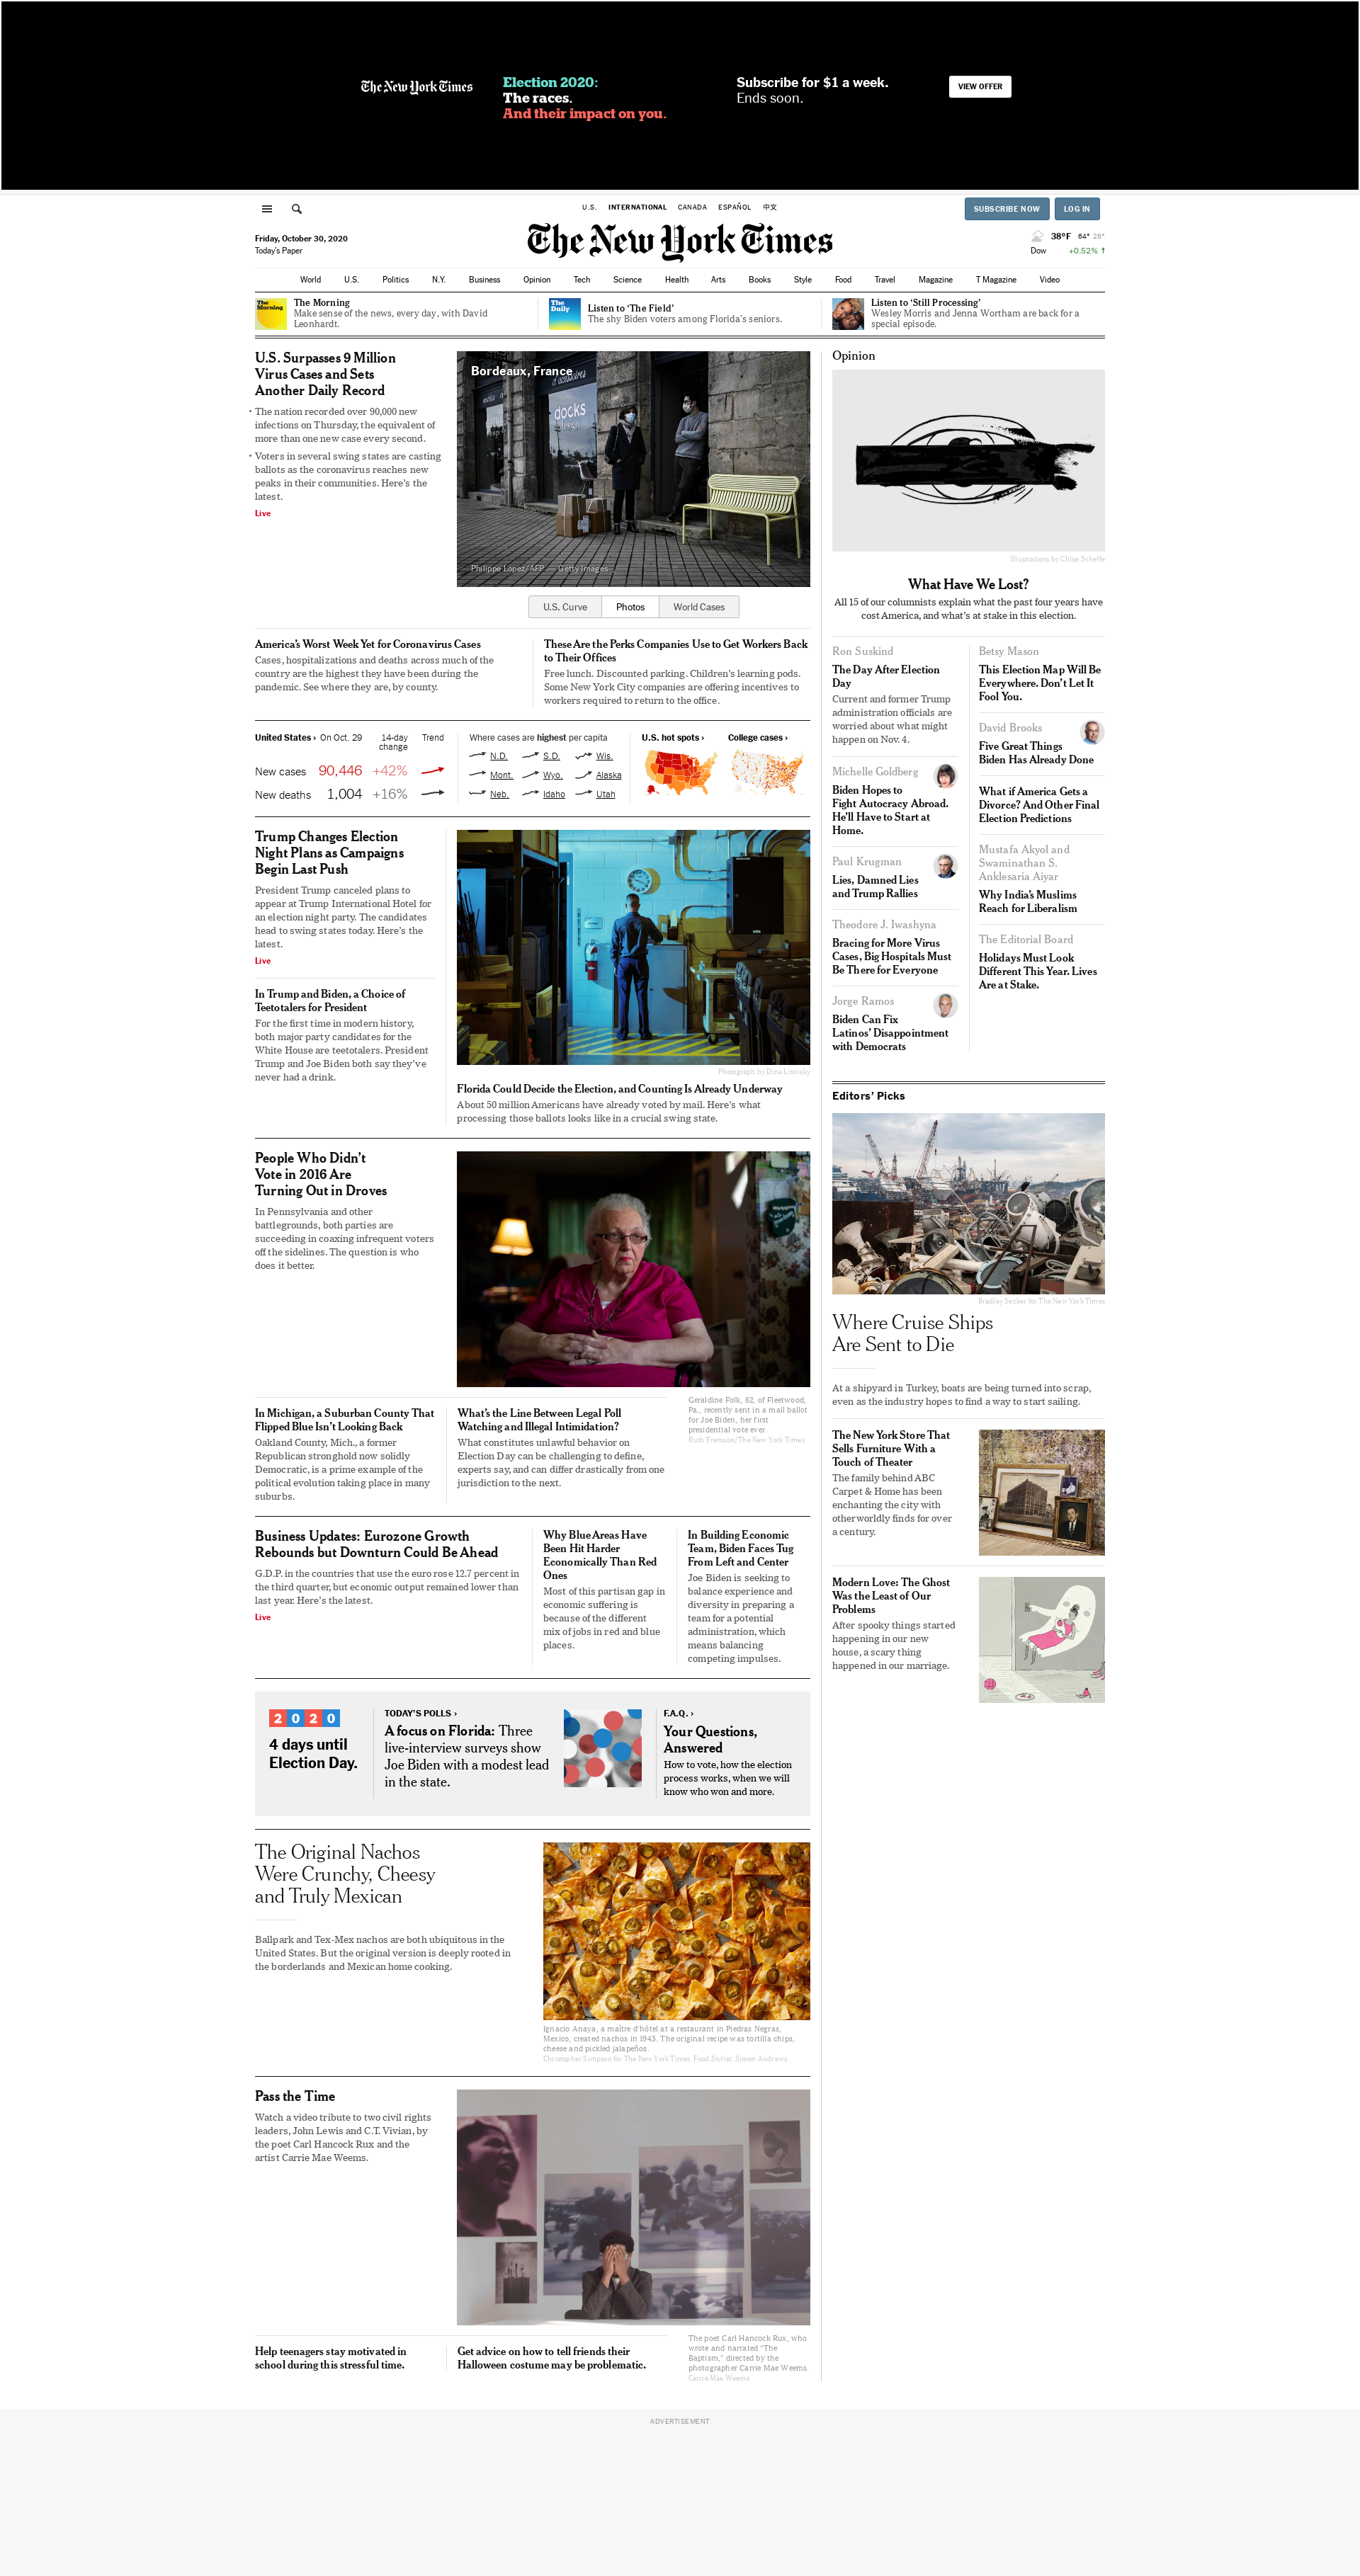 The New York Times
Election 2020:
The races.
And their impact on you.
Subscribe for $1 a week.
Ends soon.
VIEW OFFER
U.S. INTERNATIONAL CANADA ESPAÑOL 中文
SUBSCRIBE NOW LOG IN
Friday, October 30, 2020
Today's Paper
The New York Times
38°F 64° 28°
Dow +0.52% ↑
World U.S. Politics N.Y. Business Opinion Tech Science Health Arts Books Style Food Travel Magazine T Magazine Video
The Morning
The Morning
Make sense of the news, every day, with David
Leonhardt.
The Daily
Listen to ‘The Field’
The shy Biden voters among Florida’s seniors.
Listen to ‘Still Processing’
Wesley Morris and Jenna Wortham are back for a
special episode.
U.S. Surpasses 9 Million
Virus Cases and Sets
Another Daily Record
• The nation recorded over 90,000 new
infections on Thursday, the equivalent of
more than one new case every second.
• Voters in several swing states are casting
ballots as the coronavirus reaches new
peaks in their communities. Here’s the
latest.
Live
Bordeaux, France
docks
Philippe Lopez/AFP — Getty Images
U.S. Curve Photos World Cases
America’s Worst Week Yet for Coronavirus Cases
Cases, hospitalizations and deaths across much of the
country are the highest they have been during the
pandemic. See where they are, by county.
These Are the Perks Companies Use to Get Workers Back
to Their Offices
Free lunch. Discounted parking. Children’s learning pods.
Some New York City companies are offering incentives to
workers required to return to the office.
United States › On Oct. 29 14-day
change Trend
New cases 90,446 +42%
New deaths 1,004 +16%
Where cases are highest per capita
N.D. S.D. Wis.
Mont. Wyo. Alaska
Neb. Idaho Utah
U.S. hot spots › College cases ›
Trump Changes Election
Night Plans as Campaigns
Begin Last Push
President Trump canceled plans to
appear at Trump International Hotel for
an election night party. The candidates
head to swing states today. Here’s the
latest.
Live
In Trump and Biden, a Choice of
Teetotalers for President
For the first time in modern history,
both major party candidates for the
White House are teetotalers. President
Trump and Joe Biden both say they’ve
never had a drink.
Photograph by Dina Litovsky
Florida Could Decide the Election, and Counting Is Already Underway
About 50 million Americans have already voted by mail. Here’s what
processing those ballots looks like in a crucial swing state.
People Who Didn’t
Vote in 2016 Are
Turning Out in Droves
In Pennsylvania and other
battlegrounds, both parties are
succeeding in coaxing infrequent voters
off the sidelines. The question is who
does it better.
Geraldine Folk, 82, of Fleetwood,
Pa., recently sent in a mail ballot
for Joe Biden, her first
presidential vote ever.
Ruth Fremson/The New York Times
In Michigan, a Suburban County That
Flipped Blue Isn’t Looking Back
Oakland County, Mich., a former
Republican stronghold now solidly
Democratic, is a prime example of the
political evolution taking place in many
suburbs.
What’s the Line Between Legal Poll
Watching and Illegal Intimidation?
What constitutes unlawful behavior on
Election Day can be challenging to define,
experts say, and can differ drastically from one
jurisdiction to the next.
Business Updates: Eurozone Growth
Rebounds but Downturn Could Be Ahead
G.D.P. in the countries that use the euro rose 12.7 percent in
the third quarter, but economic output remained lower than
last year. Here’s the latest.
Live
Why Blue Areas Have
Been Hit Harder
Economically Than Red
Ones
Most of this partisan gap in
economic suffering is
because of the different
mix of jobs in red and blue
places.
In Building Economic
Team, Biden Faces Tug
From Left and Center
Joe Biden is seeking to
balance experience and
diversity in preparing a
team for a potential
administration, which
means balancing
competing impulses.
2020
4 days until
Election Day.
TODAY’S POLLS ›
A focus on Florida: Three
live-interview surveys show
Joe Biden with a modest lead
in the state.
F.A.Q. ›
Your Questions,
Answered
How to vote, how the election
process works, when we will
know who won and more.
The Original Nachos
Were Crunchy, Cheesy
and Truly Mexican
Ballpark and Tex-Mex nachos are both ubiquitous in the
United States. But the original version is deeply rooted in
the borderlands and Mexican home cooking.
Ignacio Anaya, a maître d’hôtel at a restaurant in Piedras Negras,
Mexico, created nachos in 1943. The original recipe was tortilla chips,
cheese and pickled jalapeños.
Christopher Simpson for The New York Times. Food Stylist: Simon Andrews.
Pass the Time
Watch a video tribute to two civil rights
leaders, John Lewis and C.T. Vivian, by
the poet Carl Hancock Rux and the
artist Carrie Mae Weems.
The poet Carl Hancock Rux, who
wrote and narrated “The
Baptism,” directed by the
photographer Carrie Mae Weems.
Carrie Mae Weems
Help teenagers stay motivated in
school during this stressful time.
Get advice on how to tell friends their
Halloween costume may be problematic.
Opinion
Illustrations by Chloe Scheffe
What Have We Lost?
All 15 of our columnists explain what the past four years have
cost America, and what’s at stake in this election.
Ron Suskind
The Day After Election
Day
Current and former Trump
administration officials are
worried about what might
happen on Nov. 4.
Michelle Goldberg
Biden Hopes to
Fight Autocracy Abroad.
He’ll Have to Start at
Home.
Paul Krugman
Lies, Damned Lies
and Trump Rallies
Theodore J. Iwashyna
Bracing for More Virus
Cases, Big Hospitals Must
Be There for Everyone
Jorge Ramos
Biden Can Fix
Latinos’ Disappointment
with Democrats
Betsy Mason
This Election Map Will Be
Everywhere. Don’t Let It
Fool You.
David Brooks
Five Great Things
Biden Has Already Done
What if America Gets a
Divorce? And Other Final
Election Predictions
Mustafa Akyol and
Swaminathan S.
Anklesaria Aiyar
Why India’s Muslims
Reach for Liberalism
The Editorial Board
Holidays Must Look
Different This Year. Lives
Are at Stake.
Editors’ Picks
Bradley Secker for The New York Times
Where Cruise Ships
Are Sent to Die
At a shipyard in Turkey, boats are being turned into scrap,
even as the industry hopes to find a way to start sailing.
The New York Store That
Sells Furniture With a
Touch of Theater
The family behind ABC
Carpet & Home has been
enchanting the city with
otherworldly finds for over
a century.
Modern Love: The Ghost
Was the Least of Our
Problems
After spooky things started
happening in our new
house, a scary thing
happened in our marriage.
ADVERTISEMENT